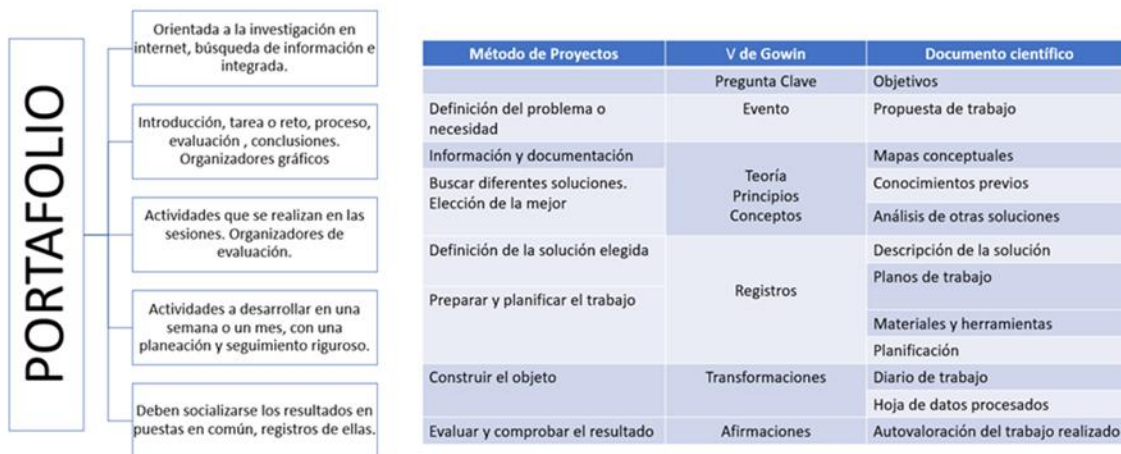 PORTAFOLIO
Orientada a la investigación en
internet, búsqueda de información e
integrada.
Introducción, tarea o reto, proceso,
evaluación , conclusiones.
Organizadores gráficos
Actividades que se realizan en las
sesiones. Organizadores de
evaluación.
Actividades a desarrollar en una
semana o un mes, con una
planeación y seguimiento riguroso.
Deben socializarse los resultados en
puestas en común, registros de ellas.
Método de Proyectos V de Gowin Documento científico
Pregunta Clave Objetivos
Definición del problema o
necesidad
Evento Propuesta de trabajo
Información y documentación
Buscar diferentes soluciones.
Elección de la mejor
Teoría
Principios
Conceptos
Mapas conceptuales
Conocimientos previos
Análisis de otras soluciones
Definición de la solución elegida
Preparar y planificar el trabajo
Registros
Descripción de la solución
Planos de trabajo
Materiales y herramientas
Planificación
Construir el objeto Transformaciones Diario de trabajo
Hoja de datos procesados
Evaluar y comprobar el resultado Afirmaciones Autovaloración del trabajo realizado